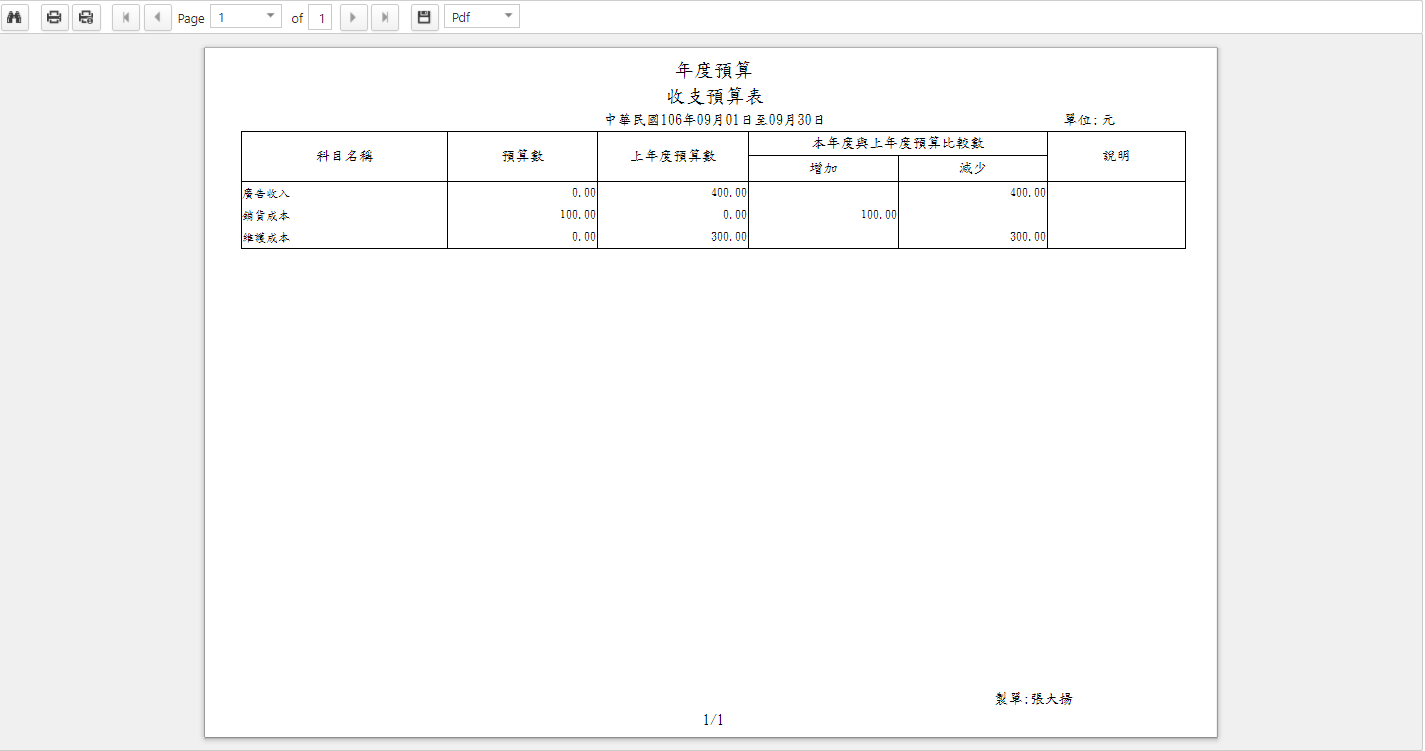 Page 1 of 1 Pdf
年度預算
收支預算表
中華民國106年09月01日至09月30日 單位:元
科目名稱 預算數 上年度預算數 本年度與上年度預算比較數 說明
增加 減少
廣告收入 0.00 400.00 400.00
銷貨成本 100.00 0.00 100.00
維護成本 0.00 300.00 300.00
製單:張大揚
1/1